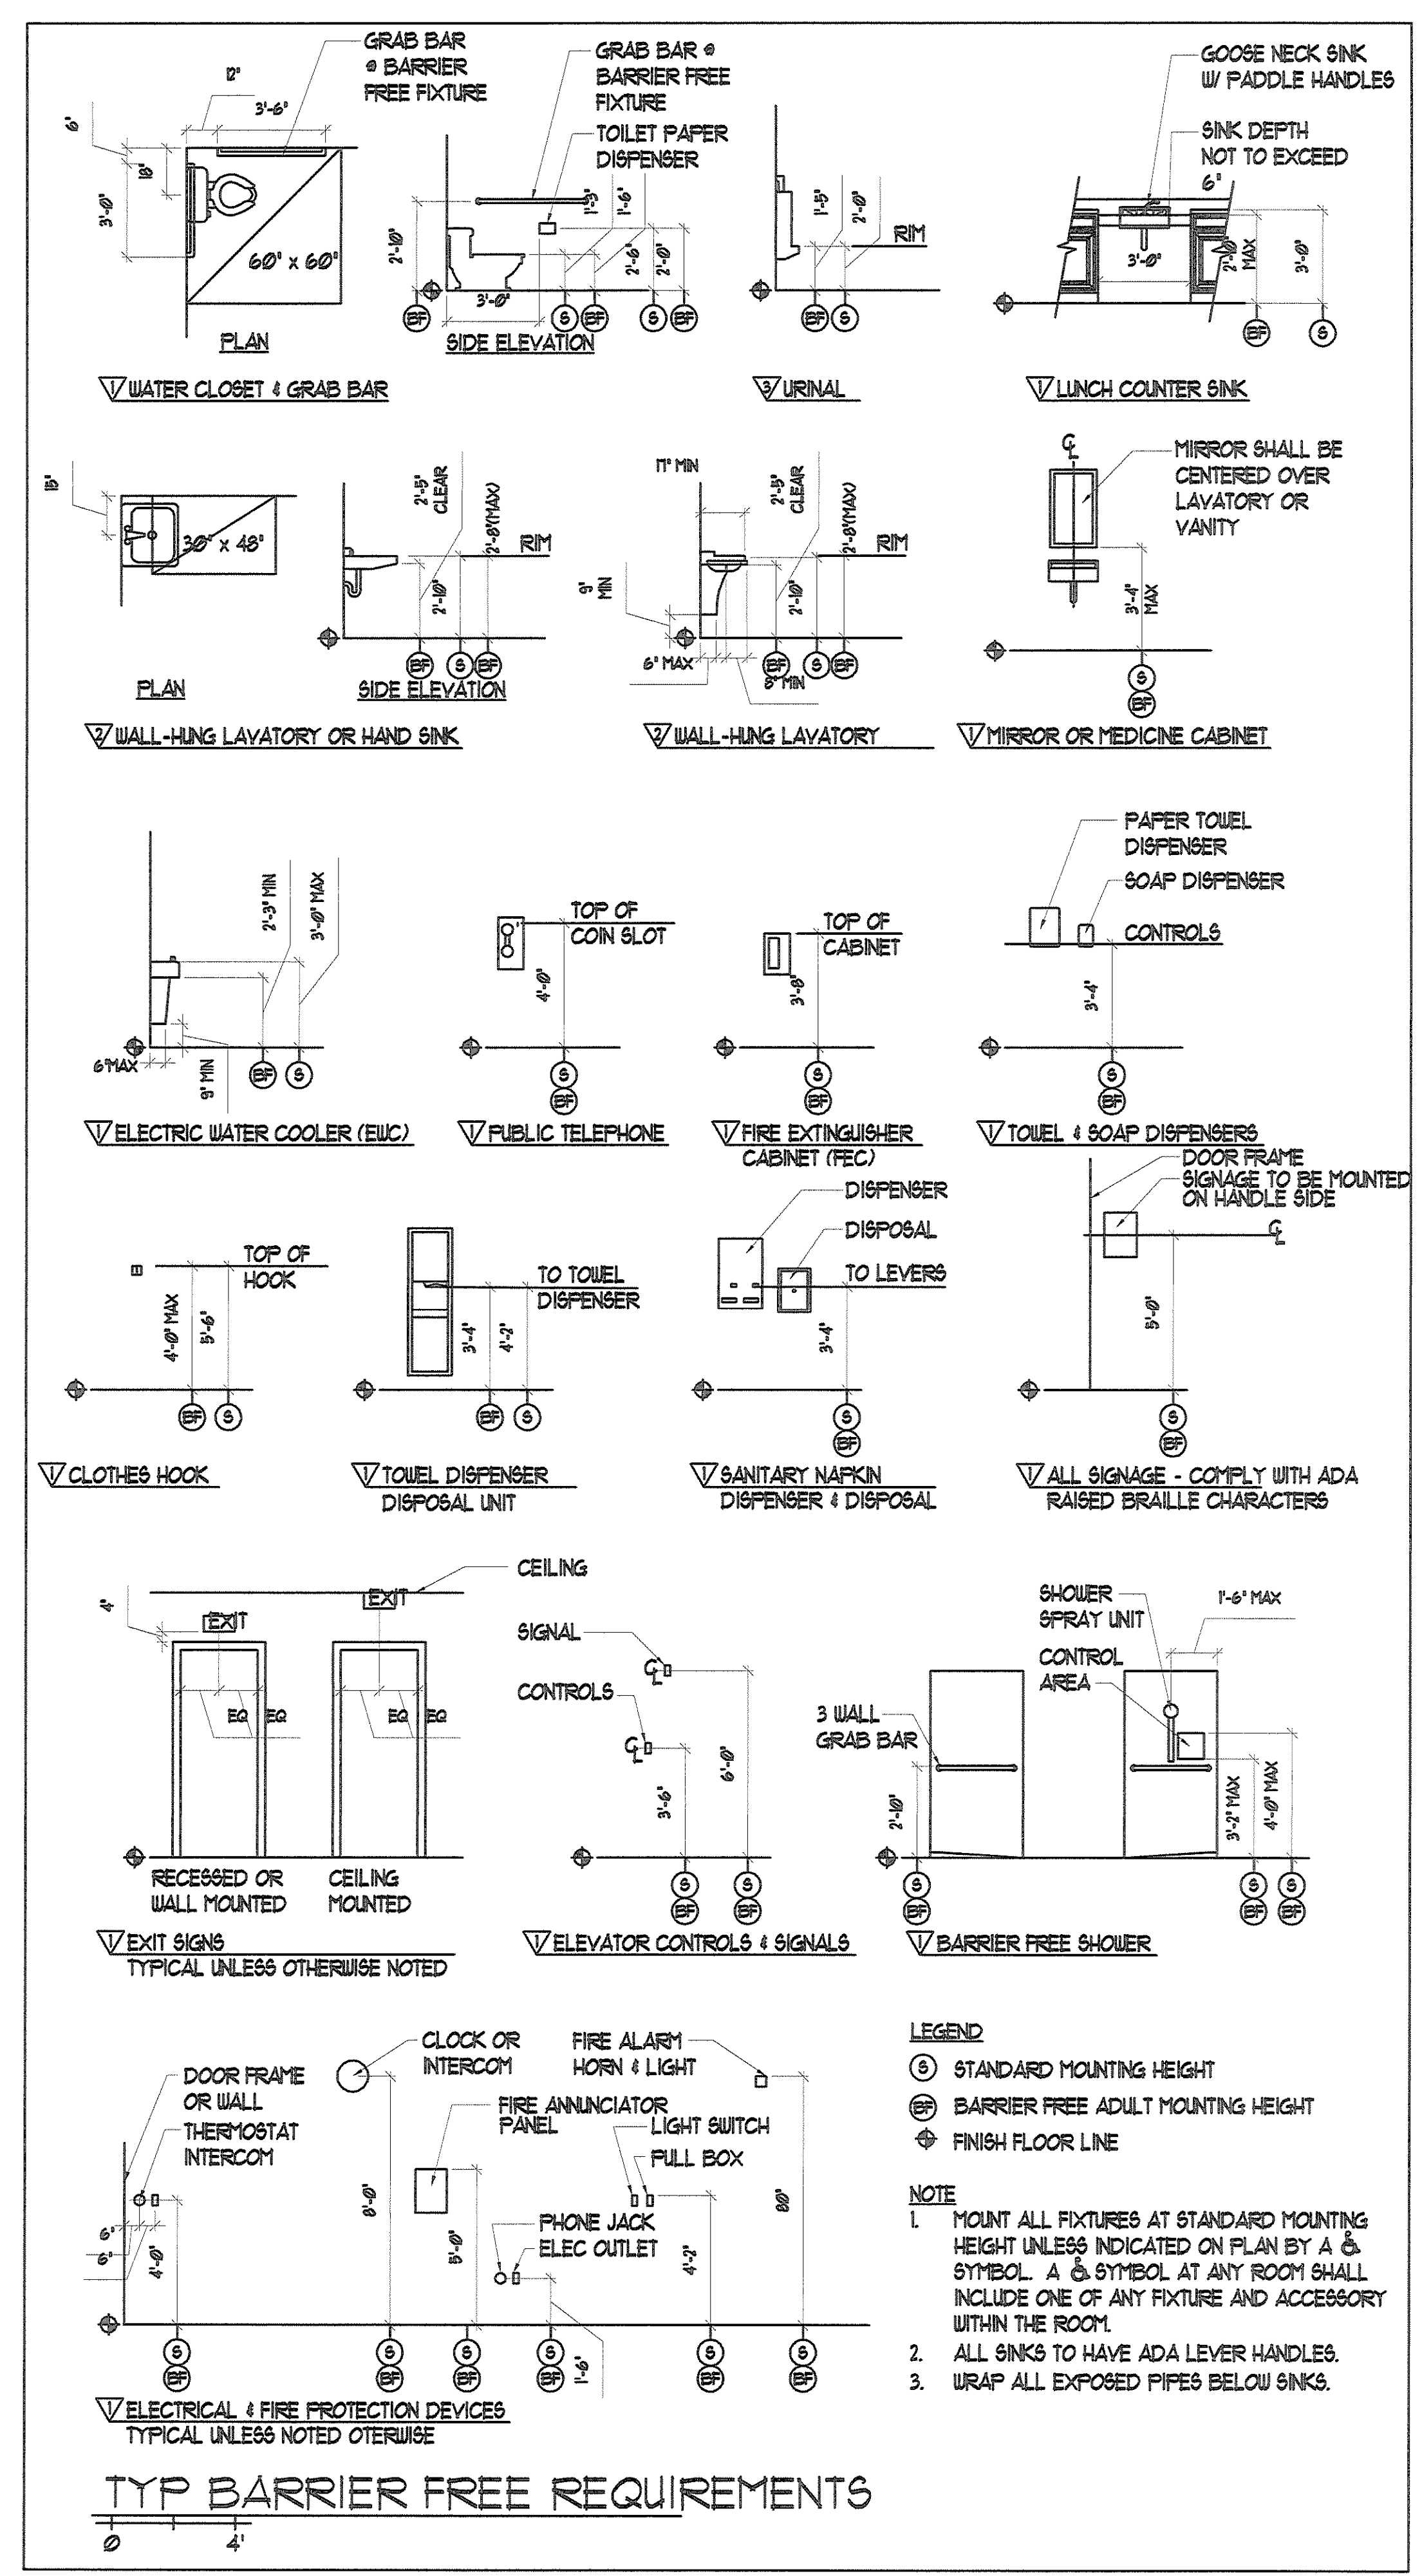 GRAB BAR
@ BARRIER
FREE FIXTURE
12"
3'-6"
6"
18"
3'-0"
60" x 60"
PLAN
GRAB BAR @
BARRIER FREE
FIXTURE
TOILET PAPER
DISPENSER
1'-3"
1'-6"
2'-10"
2'-6"
2'-0"
3'-0"
BF
S
BF
S
BF
SIDE ELEVATION
1 WATER CLOSET & GRAB BAR
1'-5"
2'-0"
RIM
BF
S
3 URINAL
GOOSE NECK SINK
W/ PADDLE HANDLES
SINK DEPTH
NOT TO EXCEED
6"
3'-0"
2'-10"
MAX
3'-0"
BF
S
1 LUNCH COUNTER SINK
15"
30" x 48"
PLAN
2'-5"
CLEAR
2'-8"(MAX)
RIM
2'-10"
BF
S
BF
SIDE ELEVATION
2 WALL-HUNG LAVATORY OR HAND SINK
17" MIN
2'-5"
CLEAR
2'-8"(MAX)
RIM
9"
MIN
2'-10"
6" MAX
8" MIN
BF
S
BF
2 WALL-HUNG LAVATORY
CL
MIRROR SHALL BE
CENTERED OVER
LAVATORY OR
VANITY
3'-4"
MAX
S
BF
1 MIRROR OR MEDICINE CABINET
2'-3" MIN
3'-0" MAX
6"MAX
9" MIN
BF
S
1 ELECTRIC WATER COOLER (EWC)
TOP OF
COIN SLOT
4'-0"
S
BF
1 PUBLIC TELEPHONE
TOP OF
CABINET
3'-8"
S
BF
1 FIRE EXTINGUISHER
CABINET (FEC)
PAPER TOWEL
DISPENSER
SOAP DISPENSER
CONTROLS
3'-4"
S
BF
1 TOWEL & SOAP DISPENSERS
TOP OF
HOOK
4'-0" MAX
5'-6"
BF
S
1 CLOTHES HOOK
TO TOWEL
DISPENSER
3'-4"
4'-2"
BF
S
1 TOWEL DISPENSER
DISPOSAL UNIT
DISPENSER
DISPOSAL
TO LEVERS
3'-4"
S
BF
1 SANITARY NAPKIN
DISPENSER & DISPOSAL
DOOR FRAME
SIGNAGE TO BE MOUNTED
ON HANDLE SIDE
CL
5'-0"
S
BF
1 ALL SIGNAGE - COMPLY WITH ADA
RAISED BRAILLE CHARACTERS
CEILING
4"
EXIT
EXIT
EQ EQ
EQ EQ
RECESSED OR
WALL MOUNTED
CEILING
MOUNTED
1 EXIT SIGNS
TYPICAL UNLESS OTHERWISE NOTED
SIGNAL
CL
CONTROLS
CL
3'-6"
6'-0"
S
BF
S
BF
1 ELEVATOR CONTROLS & SIGNALS
SHOWER
SPRAY UNIT
1'-6" MAX
CONTROL
AREA
3 WALL
GRAB BAR
2'-10"
3'-2" MAX
4'-0" MAX
S
BF
S
BF
S
BF
1 BARRIER FREE SHOWER
DOOR FRAME
OR WALL
THERMOSTAT
INTERCOM
6"
6"
4'-0"
CLOCK OR
INTERCOM
8'-0"
FIRE ANNUNCIATOR
PANEL
5'-0"
PHONE JACK
ELEC OUTLET
1'-6"
FIRE ALARM
HORN & LIGHT
LIGHT SWITCH
PULL BOX
4'-2"
80"
S
BF
S
BF
S
BF
S
BF
S
BF
S
BF
1 ELECTRICAL & FIRE PROTECTION DEVICES
TYPICAL UNLESS NOTED OTERWISE
LEGEND
S STANDARD MOUNTING HEIGHT
BF BARRIER FREE ADULT MOUNTING HEIGHT
FINISH FLOOR LINE
NOTE
1. MOUNT ALL FIXTURES AT STANDARD MOUNTING
HEIGHT UNLESS INDICATED ON PLAN BY A ♿
SYMBOL. A ♿ SYMBOL AT ANY ROOM SHALL
INCLUDE ONE OF ANY FIXTURE AND ACCESSORY
WITHIN THE ROOM.
2. ALL SINKS TO HAVE ADA LEVER HANDLES.
3. WRAP ALL EXPOSED PIPES BELOW SINKS.
TYP BARRIER FREE REQUIREMENTS
0 4'